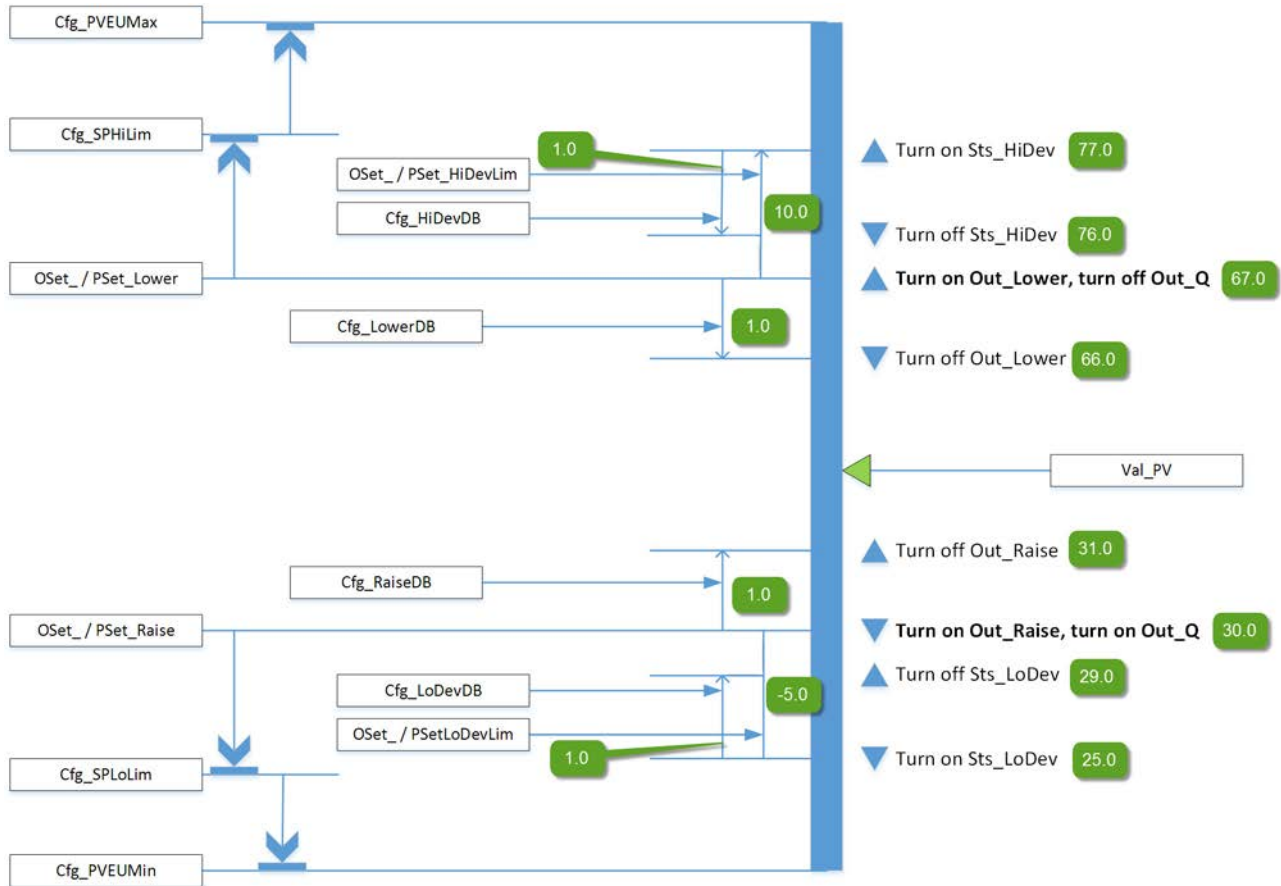 Cfg_PVEUMax
Cfg_SPHiLim
1.0
Turn on Sts_HiDev 77.0
OSet_ / PSet_HiDevLim
Cfg_HiDevDB
10.0
Turn off Sts_HiDev 76.0
OSet_ / PSet_Lower
Turn on Out_Lower, turn off Out_Q 67.0
Cfg_LowerDB
1.0
Turn off Out_Lower 66.0
Val_PV
Turn off Out_Raise 31.0
Cfg_RaiseDB
1.0
OSet_ / PSet_Raise
Turn on Out_Raise, turn on Out_Q 30.0
Turn off Sts_LoDev 29.0
Cfg_LoDevDB
-5.0
OSet_ / PSetLoDevLim
1.0
Turn on Sts_LoDev 25.0
Cfg_SPLoLim
Cfg_PVEUMin